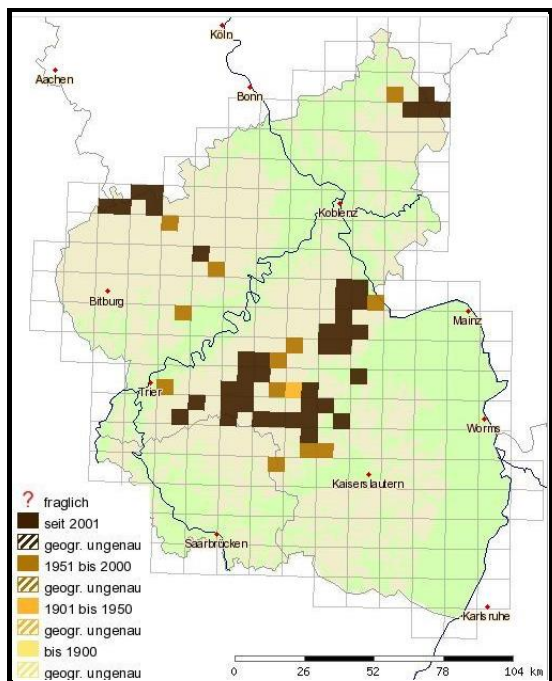 Köln
Aachen
Bonn
Koblenz
Bitburg
Mainz
Trier
Worms
Kaiserslautern
Saarbrücken
Karlsruhe
? fraglich
seit 2001
geogr. ungenau
1951 bis 2000
geogr. ungenau
1901 bis 1950
geogr. ungenau
bis 1900
geogr. ungenau
0 26 52 78 104 km